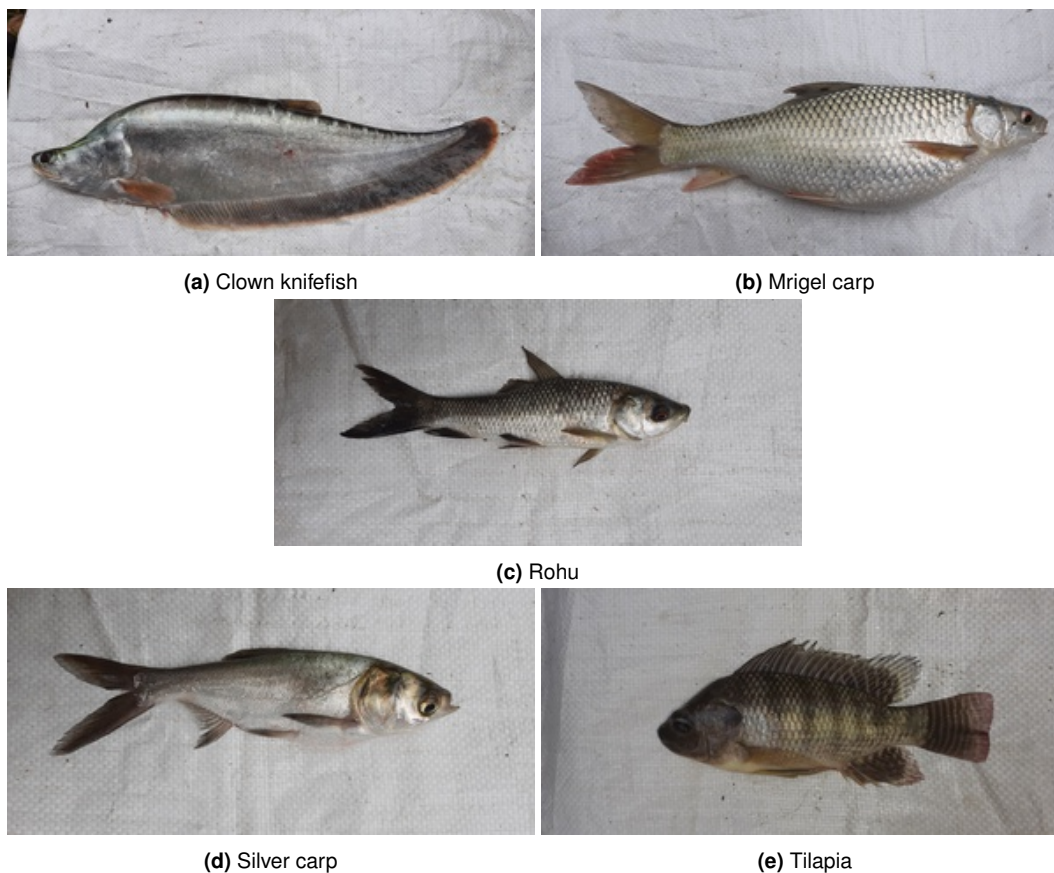 (a) Clown knifefish
(b) Mrigel carp
(c) Rohu
(d) Silver carp
(e) Tilapia